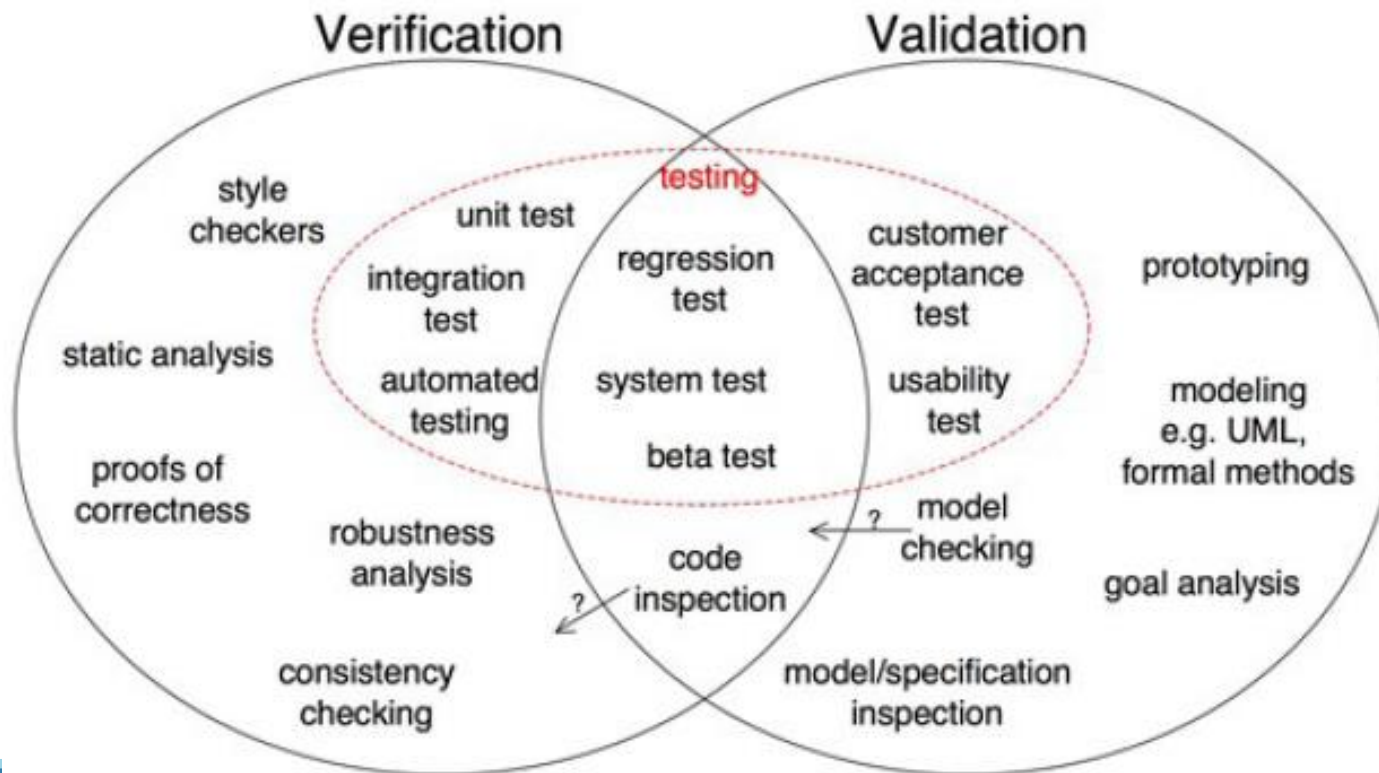 Verification
Validation
testing
style
checkers
unit test
integration
test
regression
test
customer
acceptance
test
prototyping
static analysis
automated
testing
system test
usability
test
modeling
e.g. UML,
formal methods
beta test
proofs of
correctness
robustness
analysis
code
inspection
?
?
model
checking
goal analysis
consistency
checking
model/specification
inspection